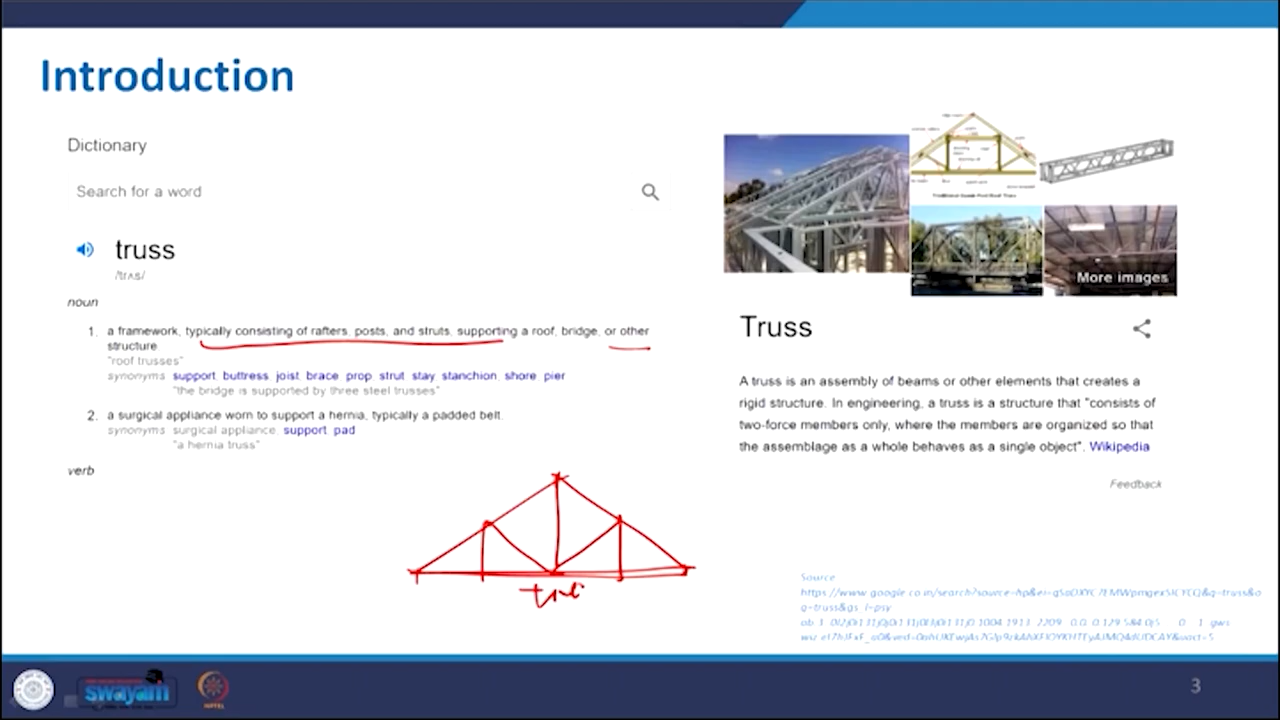 Introduction
Dictionary
Search for a word
truss
/trʌs/
noun
1. a framework, typically consisting of rafters, posts, and struts, supporting a roof, bridge, or other
structure.
"roof trusses"
synonyms support, buttress, joist, brace, prop, strut, stay, stanchion, shore, pier
"the bridge is supported by three steel trusses"
2. a surgical appliance worn to support a hernia, typically a padded belt.
synonyms surgical appliance, support, pad
"a hernia truss"
verb
More images
Truss
A truss is an assembly of beams or other elements that creates a
rigid structure. In engineering, a truss is a structure that "consists of
two-force members only, where the members are organized so that
the assemblage as a whole behaves as a single object". Wikipedia
Feedback
Source
swayam
3